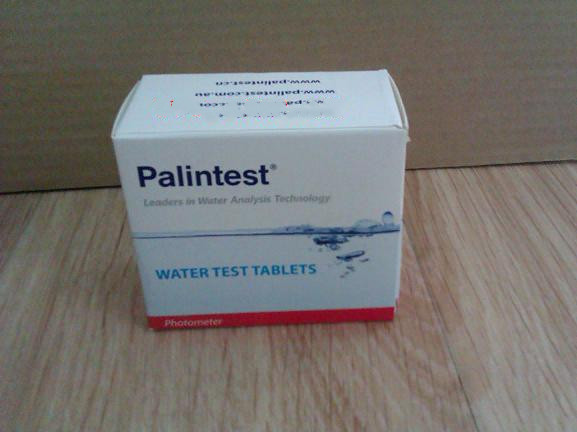 www.palintest.cn
www.palintest.com.au
Palintest®
Leaders in Water Analysis Technology
WATER TEST TABLETS
Photometer